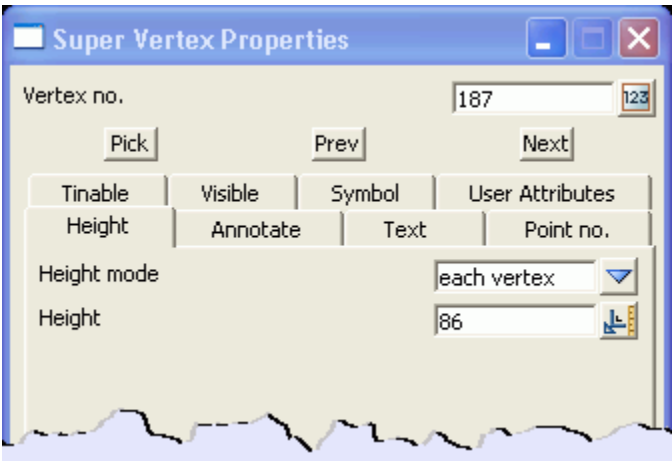 Super Vertex Properties
Vertex no. 187 123
Pick Prev Next
Tinable Visible Symbol User Attributes
Height Annotate Text Point no.
Height mode each vertex
Height 86